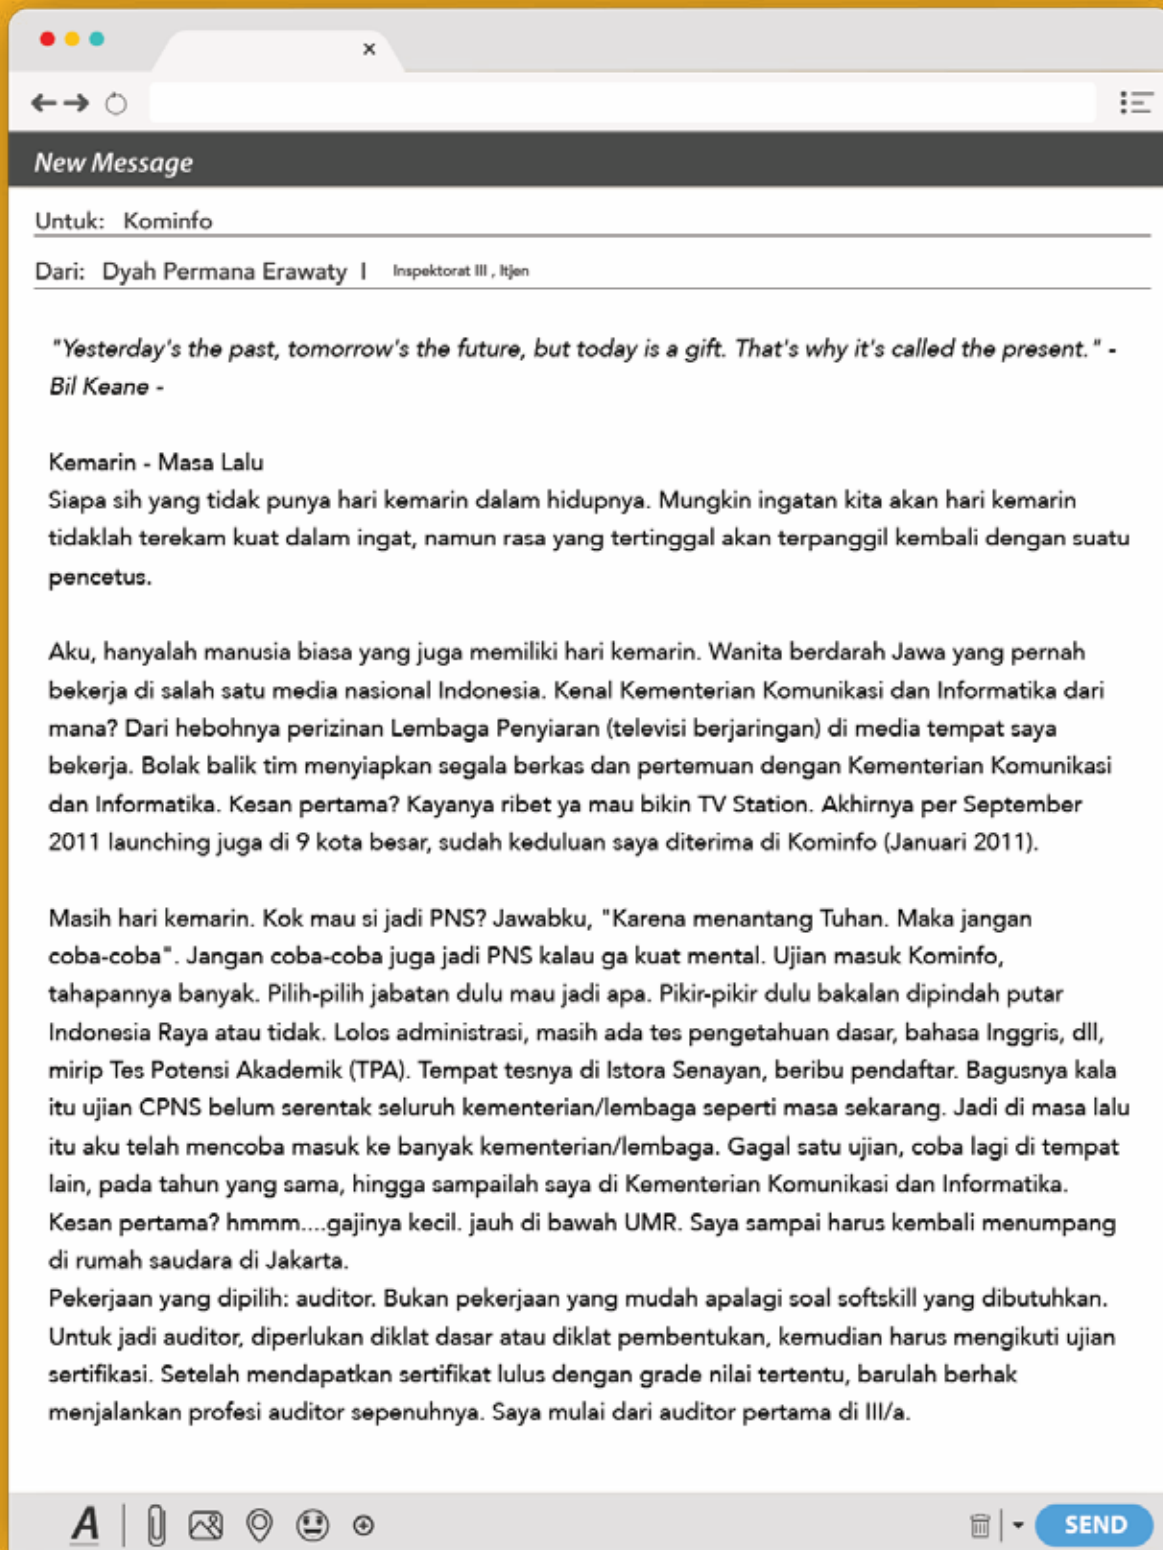 New Message
Untuk: Kominfo
Dari: Dyah Permana Erawaty | Inspektorat III , Itjen
"Yesterday's the past, tomorrow's the future, but today is a gift. That's why it's called the present." -
Bil Keane -
Kemarin - Masa Lalu
Siapa sih yang tidak punya hari kemarin dalam hidupnya. Mungkin ingatan kita akan hari kemarin
tidaklah terekam kuat dalam ingat, namun rasa yang tertinggal akan terpanggil kembali dengan suatu
pencetus.
Aku, hanyalah manusia biasa yang juga memiliki hari kemarin. Wanita berdarah Jawa yang pernah
bekerja di salah satu media nasional Indonesia. Kenal Kementerian Komunikasi dan Informatika dari
mana? Dari hebohnya perizinan Lembaga Penyiaran (televisi berjaringan) di media tempat saya
bekerja. Bolak balik tim menyiapkan segala berkas dan pertemuan dengan Kementerian Komunikasi
dan Informatika. Kesan pertama? Kayanya ribet ya mau bikin TV Station. Akhirnya per September
2011 launching juga di 9 kota besar, sudah keduluan saya diterima di Kominfo (Januari 2011).
Masih hari kemarin. Kok mau si jadi PNS? Jawabku, "Karena menantang Tuhan. Maka jangan
coba-coba". Jangan coba-coba juga jadi PNS kalau ga kuat mental. Ujian masuk Kominfo,
tahapannya banyak. Pilih-pilih jabatan dulu mau jadi apa. Pikir-pikir dulu bakalan dipindah putar
Indonesia Raya atau tidak. Lolos administrasi, masih ada tes pengetahuan dasar, bahasa Inggris, dll,
mirip Tes Potensi Akademik (TPA). Tempat tesnya di Istora Senayan, beribu pendaftar. Bagusnya kala
itu ujian CPNS belum serentak seluruh kementerian/lembaga seperti masa sekarang. Jadi di masa lalu
itu aku telah mencoba masuk ke banyak kementerian/lembaga. Gagal satu ujian, coba lagi di tempat
lain, pada tahun yang sama, hingga sampailah saya di Kementerian Komunikasi dan Informatika.
Kesan pertama? hmmm....gajinya kecil. jauh di bawah UMR. Saya sampai harus kembali menumpang
di rumah saudara di Jakarta.
Pekerjaan yang dipilih: auditor. Bukan pekerjaan yang mudah apalagi soal softskill yang dibutuhkan.
Untuk jadi auditor, diperlukan diklat dasar atau diklat pembentukan, kemudian harus mengikuti ujian
sertifikasi. Setelah mendapatkan sertifikat lulus dengan grade nilai tertentu, barulah berhak
menjalankan profesi auditor sepenuhnya. Saya mulai dari auditor pertama di III/a.
A
SEND